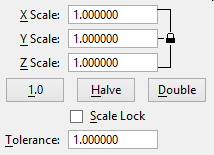 X Scale: 1.000000
Y Scale: 1.000000
Z Scale: 1.000000
1.0 Halve Double
Scale Lock
Tolerance: 1.000000